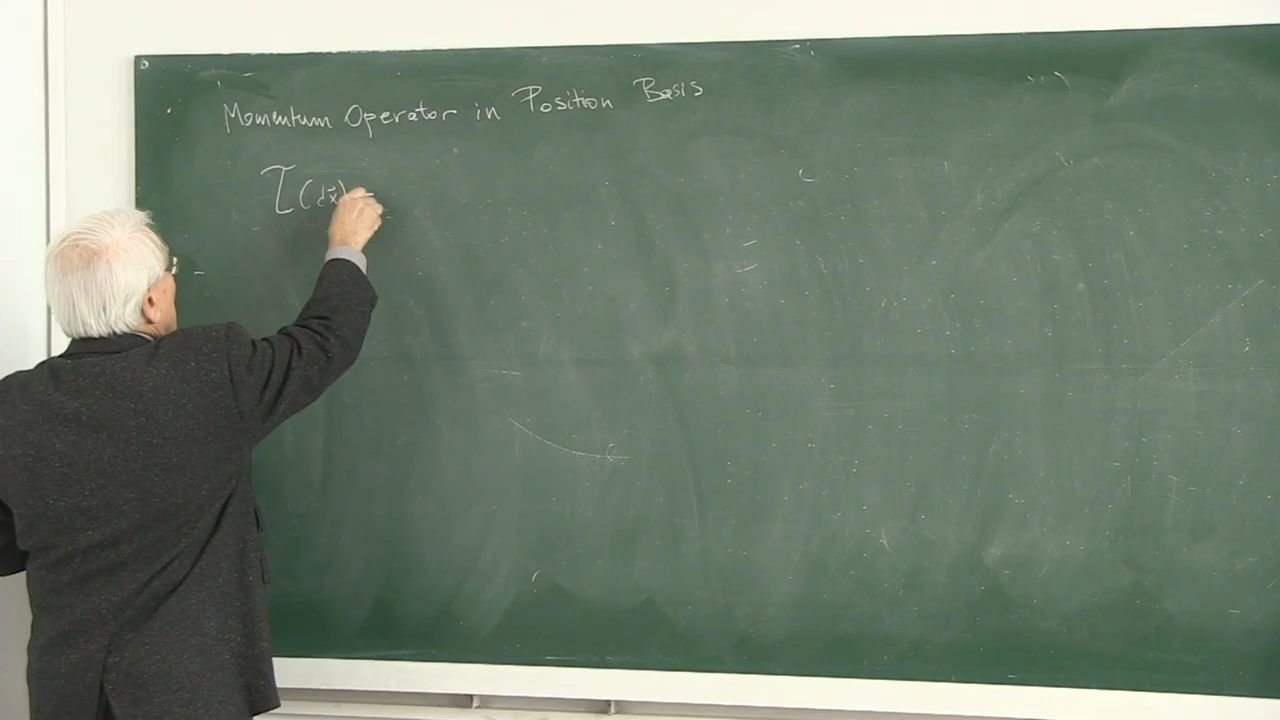 Momentum Operator in Position Basis
τ(dx⃗) =